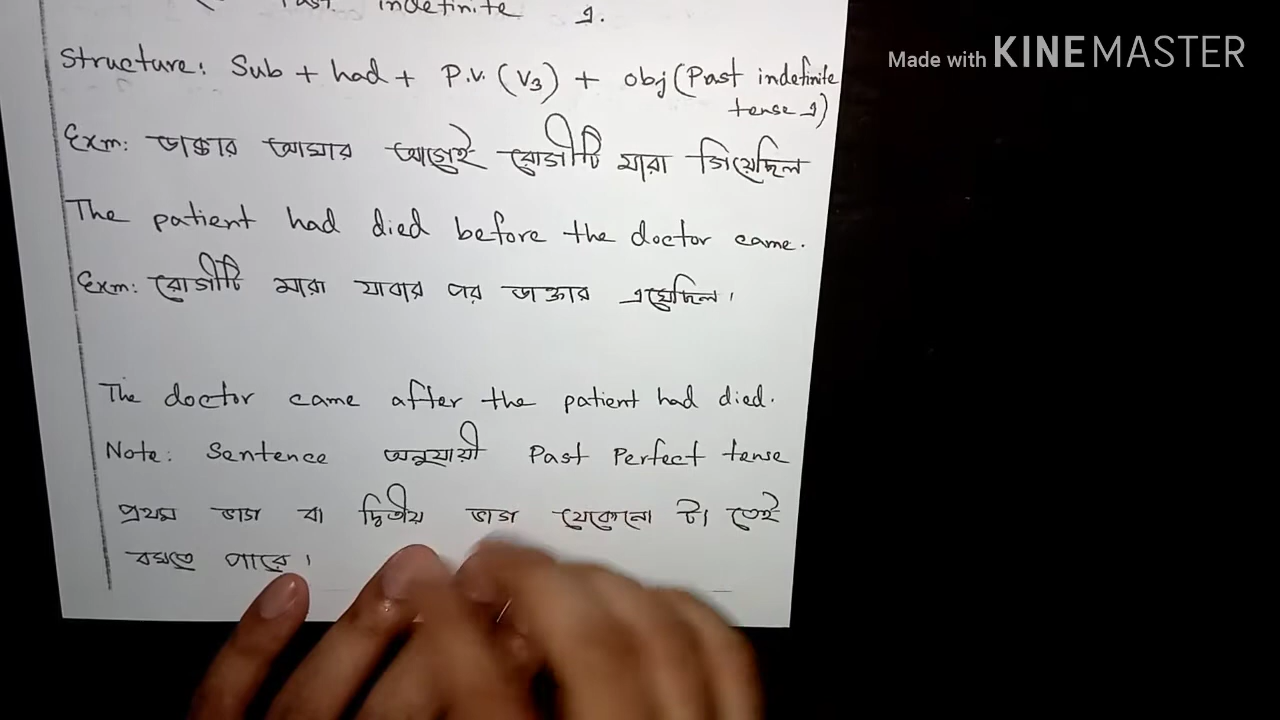 Past indefinite এ.
Made with KINEMASTER
Structure: Sub + had + P.V. (V3) + obj (Past indefinite
tense এ)
Exm: ডাক্তার আসার আগেই রোগীটি মারা গিয়েছিল
The patient had died before the doctor came.
Exm: রোগীটি মারা যাবার পর ডাক্তার এসেছিল।
The doctor came after the patient had died.
Note: Sentence অনুযায়ী Past Perfect tense
প্রথম ভাগ বা দ্বিতীয় ভাগ যেকোনো টা তেই
বসতে পারে।